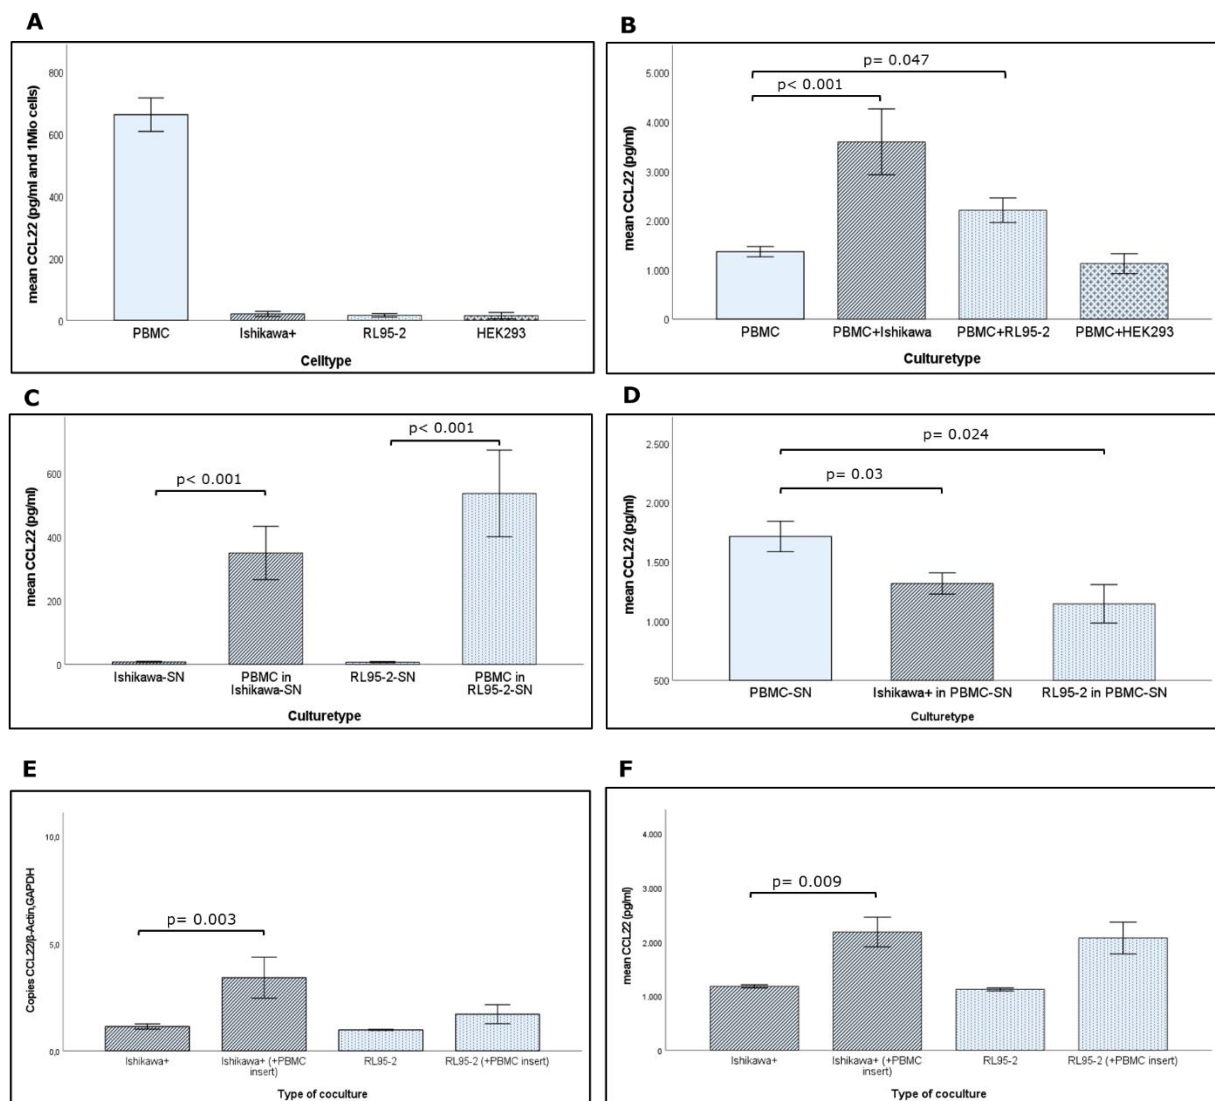 A
mean CCL22 (pg/ml and 1Mio cells)
800
600
400
200
0
PBMC
Ishikawa+
RL95-2
HEK293
Celltype
B
mean CCL22 (pg/ml)
5.000
4.000
3.000
2.000
1.000
0
p= 0.047
p< 0.001
PBMC
PBMC+Ishikawa
PBMC+RL95-2
PBMC+HEK293
Culturetype
C
mean CCL22 (pg/ml)
600
400
200
0
p< 0.001
p< 0.001
Ishikawa-SN
PBMC in
Ishikawa-SN
RL95-2-SN
PBMC in
RL95-2-SN
Culturetype
D
mean CCL22 (pg/ml)
2.500
2.000
1.500
1.000
500
p= 0.024
p= 0.03
PBMC-SN
Ishikawa+ in PBMC-SN
RL95-2 in PBMC-SN
Culturetype
E
Copies CCL22/β-Actin,GAPDH
10,0
5,0
0,0
p= 0.003
Ishikawa+
Ishikawa+ (+PBMC
insert)
RL95-2
RL95-2 (+PBMC insert)
Type of coculture
F
mean CCL22 (pg/ml)
4.000
3.000
2.000
1.000
0
p= 0.009
Ishikawa+
Ishikawa+ (+PBMC
insert)
RL95-2
RL95-2 (+PBMC insert)
Type of coculture